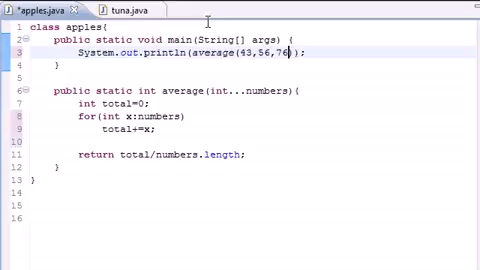 *apples.java tuna.java
1 class apples{
2 public static void main(String[] args) {
3 System.out.println(average(43,56,76));
4 }
5
6 public static int average(int...numbers){
7 int total=0;
8 for(int x:numbers)
9 total+=x;
10
11 return total/numbers.length;
12 }
13 }
14
15
16